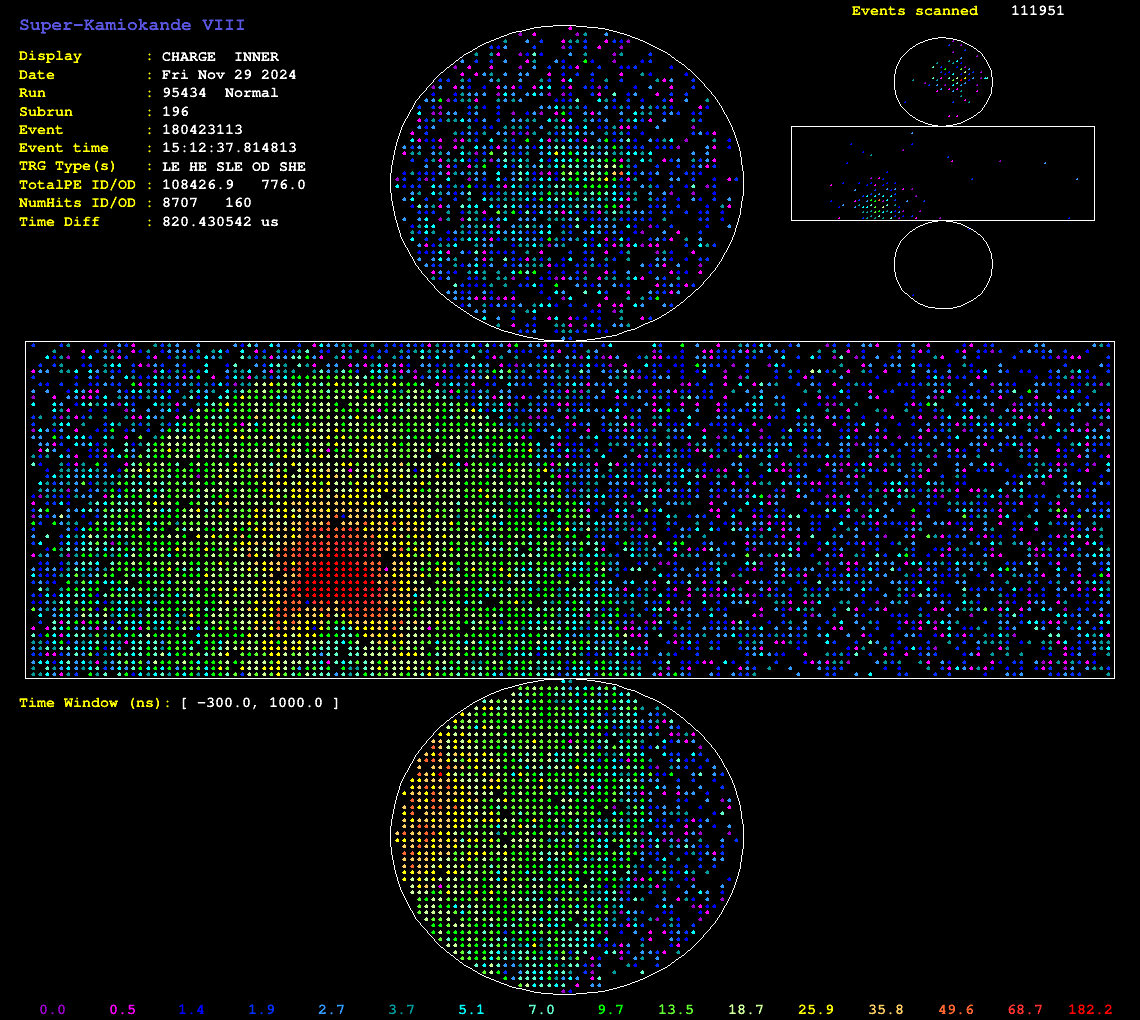 Super-Kamiokande VIII
Display : CHARGE INNER
Date : Fri Nov 29 2024
Run : 95434 Normal
Subrun : 196
Event : 180423113
Event time : 15:12:37.814813
TRG Type(s) : LE HE SLE OD SHE
TotalPE ID/OD : 108426.9 776.0
NumHits ID/OD : 8707 160
Time Diff : 820.430542 us
Events scanned 111951
Time Window (ns): [ -300.0, 1000.0 ]
0.0 0.5 1.4 1.9 2.7 3.7 5.1 7.0 9.7 13.5 18.7 25.9 35.8 49.6 68.7 182.2